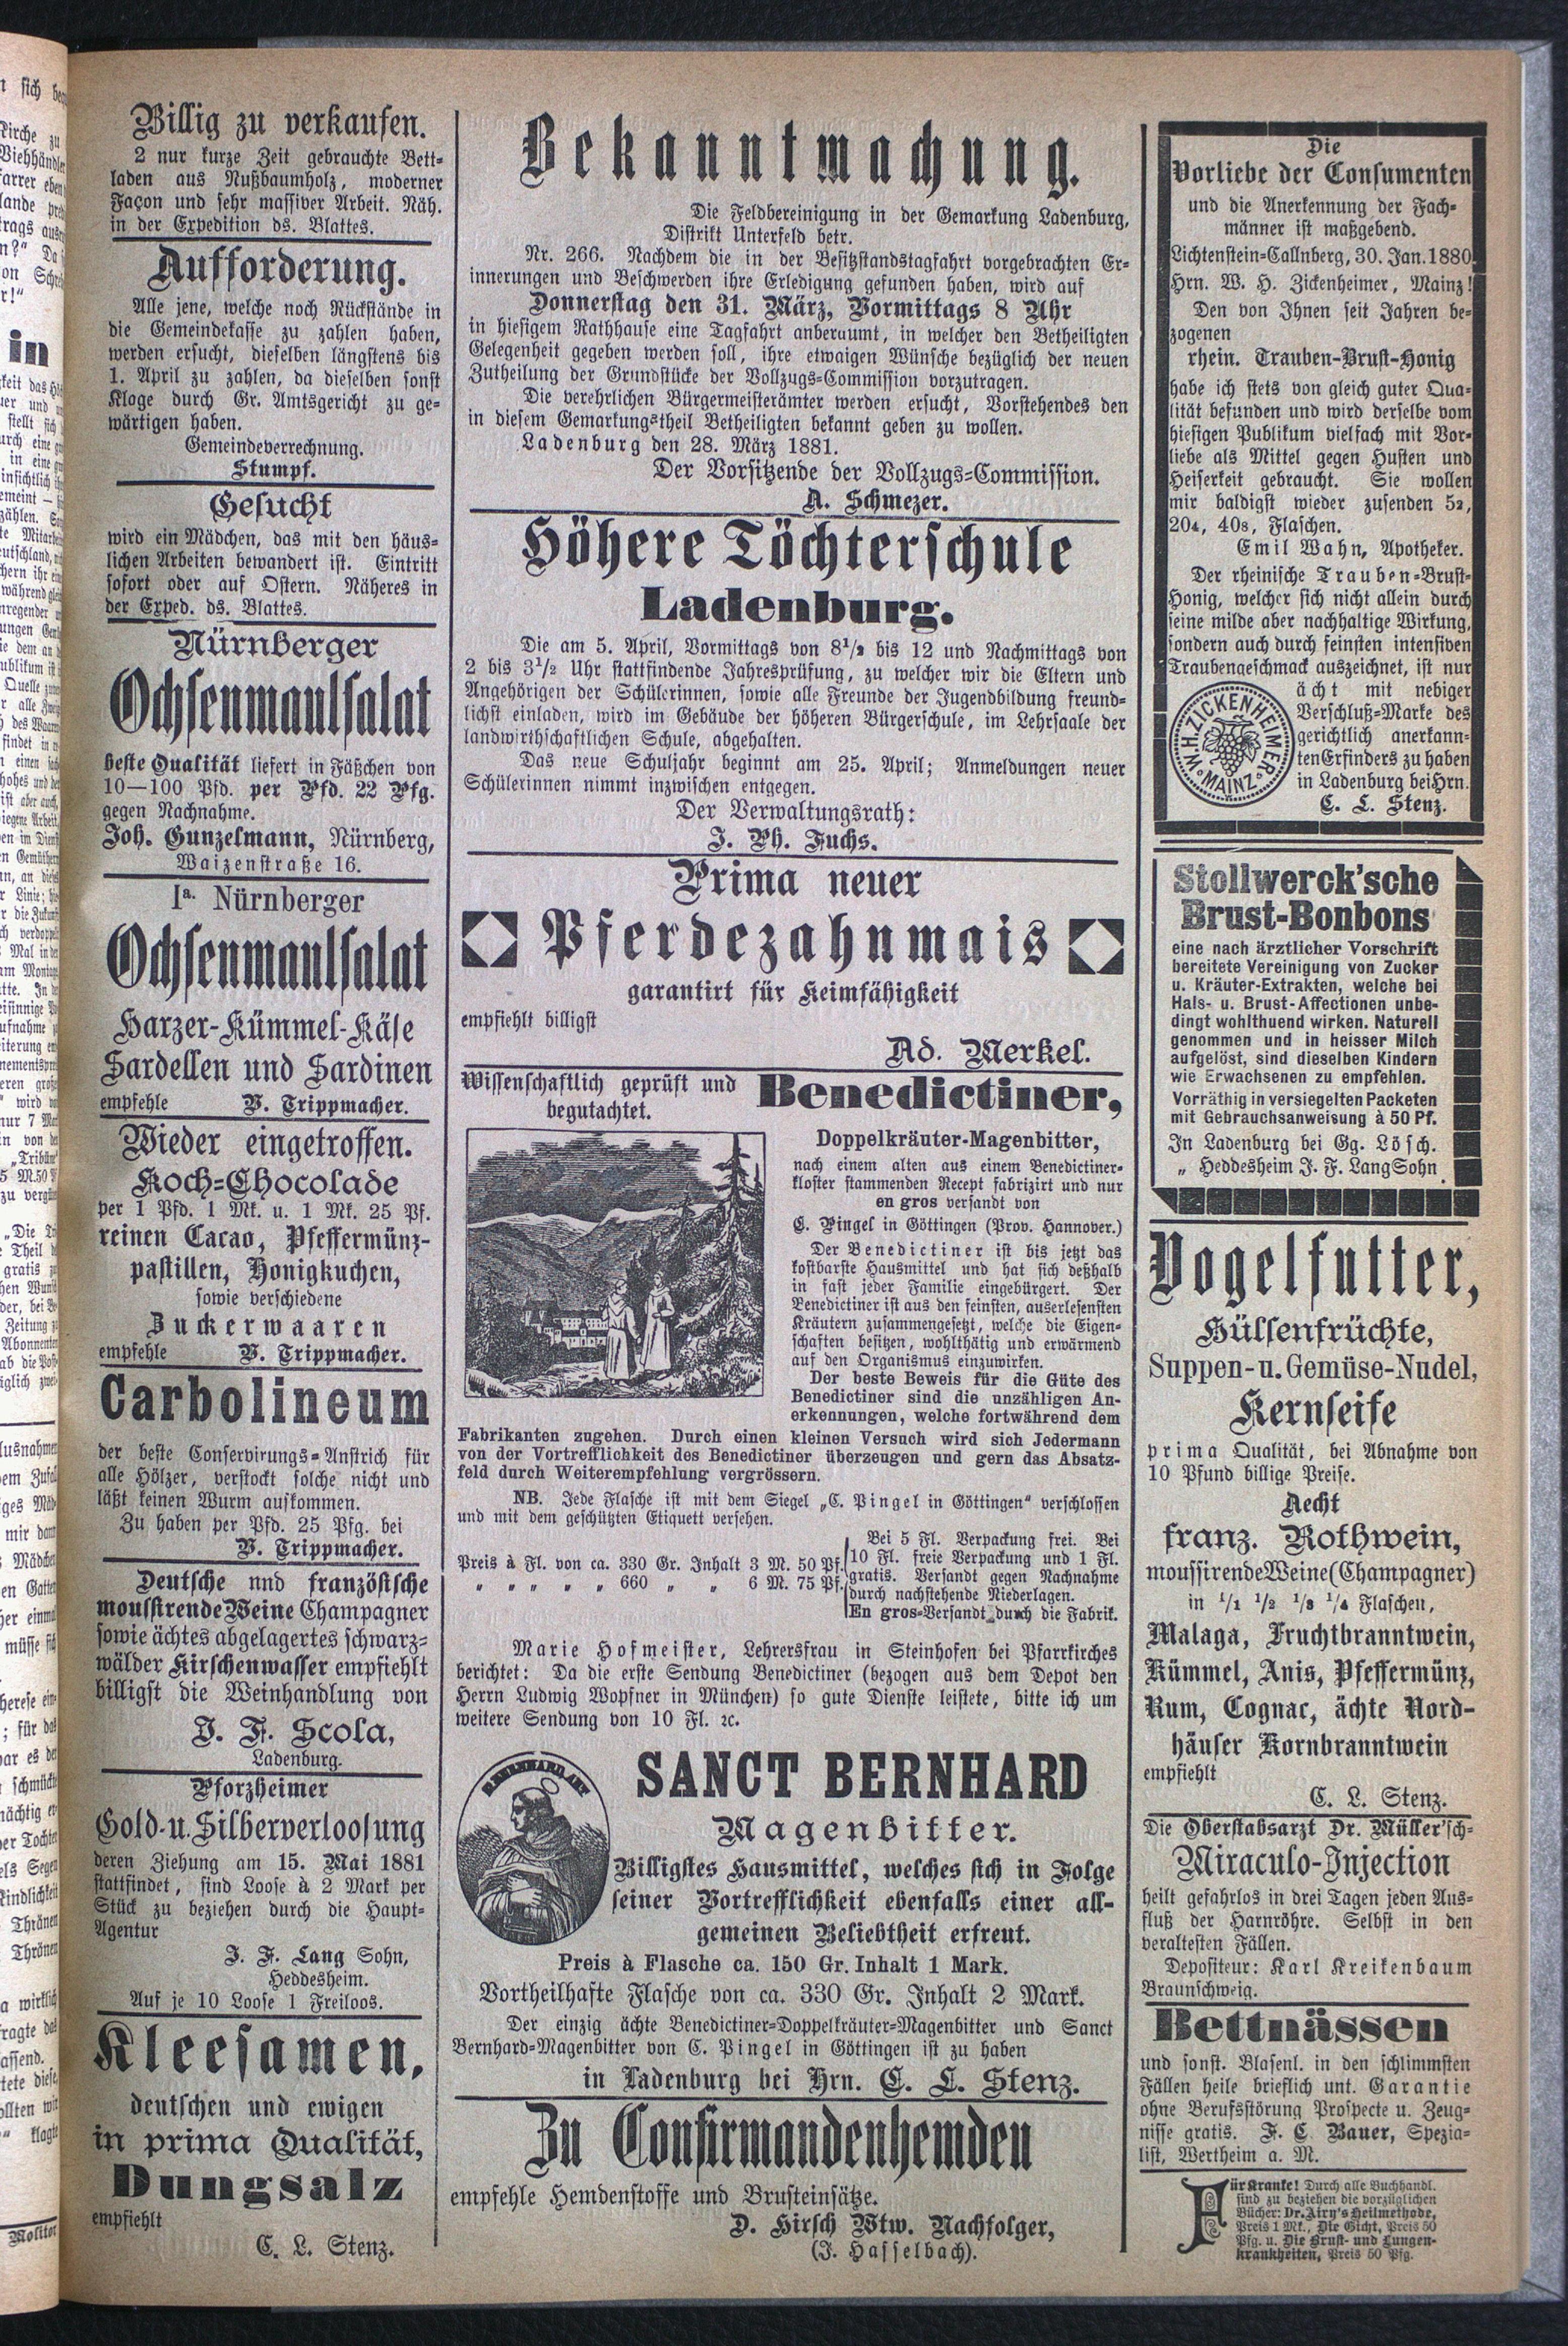 Billig zu verkaufen.
2 nur kurze Zeit gebrauchte Bett-
laden aus Nußbaumholz, moderner
Façon und sehr massiver Arbeit. Näh.
in der Expedition ds. Blattes.
Aufforderung.
Alle jene, welche noch Rückstände in
die Gemeindekasse zu zahlen haben,
werden ersucht, dieselben längstens bis
1. April zu zahlen, da dieselben sonst
Klage durch Gr. Amtsgericht zu ge-
wärtigen haben.
Gemeindeverrechnung.
Stumpf.
Gesucht
wird ein Mädchen, das mit den häus-
lichen Arbeiten bewandert ist. Eintritt
sofort oder auf Ostern. Näheres in
der Exped. ds. Blattes.
Nürnberger
Ochsenmaulsalat
beste Qualität liefert in Fäßchen von
10—100 Pfd. per Pfd. 22 Pfg.
gegen Nachnahme.
Joh. Gunzelmann, Nürnberg,
Waizenstraße 16.
Ia. Nürnberger
Ochsenmaulsalat
Harzer-Kümmel-Käse
Sardellen und Sardinen
empfehle V. Trippmacher.
Wieder eingetroffen.
Koch-Chocolade
per 1 Pfd. 1 Mk. u. 1 Mk. 25 Pf.
reinen Cacao, Pfeffermünz-
pastillen, Honigkuchen,
sowie verschiedene
Zuckerwaaren
empfehle V. Trippmacher.
Carbolineum
der beste Conservirungs-Anstrich für
alle Hölzer, verstockt solche nicht und
läßt keinen Wurm aufkommen.
Zu haben per Pfd. 25 Pfg. bei
V. Trippmacher.
Deutsche nnd französische
moussirende Weine Champagner
sowie ächtes abgelagertes schwarz-
wälder Kirschenwasser empfiehlt
billigst die Weinhandlung von
J. F. Scola,
Ladenburg.
Pforzheimer
Gold-u. Silberverloosung
deren Ziehung am 15. Mai 1881
stattfindet, sind Loose à 2 Mark per
Stück zu beziehen durch die Haupt-
Agentur
J. F. Lang Sohn,
Heddesheim.
Auf je 10 Loose 1 Freiloos.
Kleesamen,
deutschen und ewigen
in prima Qualität,
Dungsalz
empfiehlt
C. L. Stenz.
Bekanntmachung.
Die Feldbereinigung in der Gemarkung Ladenburg,
Distrikt Unterfeld betr.
Nr. 266. Nachdem die in der Besitzstandstagfahrt vorgebrachten Er-
innerungen und Beschwerden ihre Erledigung gefunden haben, wird auf
Donnerstag den 31. März, Vormittags 8 Uhr
in hiesigem Rathhause eine Tagfahrt anberaumt, in welcher den Betheiligten
Gelegenheit gegeben werden soll, ihre etwaigen Wünsche bezüglich der neuen
Zutheilung der Grundstücke der Vollzugs-Commission vorzutragen.
Die verehrlichen Bürgermeisterämter werden ersucht, Vorstehendes den
in diesem Gemarkungstheil Betheiligten bekannt geben zu wollen.
Ladenburg den 28. März 1881.
Der Vorsitzende der Vollzugs-Commission.
A. Schmezer.
Höhere Töchterschule
Ladenburg.
Die am 5. April, Vormittags von 8½ bis 12 und Nachmittags von
2 bis 3½ Uhr stattfindende Jahresprüfung, zu welcher wir die Eltern und
Angehörigen der Schülerinnen, sowie alle Freunde der Jugendbildung freund-
lichst einladen, wird im Gebäude der höheren Bürgerschule, im Lehrsaale der
landwirthschaftlichen Schule, abgehalten.
Das neue Schuljahr beginnt am 25. April; Anmeldungen neuer
Schülerinnen nimmt inzwischen entgegen.
Der Verwaltungsrath:
J. Ph. Fuchs.
Prima neuer
Pferdezahnmais
garantirt für Keimfähigkeit
empfiehlt billigst
Ad. Merkel.
Wissenschaftlich geprüft und
begutachtet.
Benedictiner,
Doppelkräuter-Magenbitter,
nach einem alten aus einem Benedictiner-
kloster stammenden Recept fabrizirt und nur
en gros versandt von
C. Pingel in Göttingen (Prov. Hannover.)
Der Benedictiner ist bis jetzt das
kostbarste Hausmittel und hat sich deßhalb
in fast jeder Familie eingebürgert. Der
Benedictiner ist aus den feinsten, auserlesensten
Kräutern zusammengesetzt, welche die Eigen-
schaften besitzen, wohlthätig und erwärmend
auf den Organismus einzuwirken.
Der beste Beweis für die Güte des
Benedictiner sind die unzähligen An-
erkennungen, welche fortwährend dem
Fabrikanten zugehen. Durch einen kleinen Versuch wird sich Jedermann
von der Vortrefflichkeit des Benedictiner überzeugen und gern das Absatz-
feld durch Weiterempfehlung vergrössern.
NB. Jede Flasche ist mit dem Siegel „C. Pingel in Göttingen“ verschlossen
und mit dem geschützten Etiquett versehen.
Preis à Fl. von ca. 330 Gr. Inhalt 3 M. 50 Pf.
„ „ „ „ „ 660 „ „ 6 M. 75 Pf.
Bei 5 Fl. Verpackung frei. Bei
10 Fl. freie Verpackung und 1 Fl.
gratis. Versandt gegen Nachnahme
durch nachstehende Niederlagen.
En gros-Versandt durch die Fabrik.
Marie Hofmeister, Lehrersfrau in Steinhofen bei Pfarrkirches
berichtet: Da die erste Sendung Benedictiner (bezogen aus dem Depot den
Herrn Ludwig Wopfner in München) so gute Dienste leistete, bitte ich um
weitere Sendung von 10 Fl. ꝛc.
SANCT BERNHARD
Magenbitter.
Billigstes Hausmittel, welches sich in Folge
seiner Vortrefflichkeit ebenfalls einer all-
gemeinen Beliebtheit erfreut.
Preis à Flasche ca. 150 Gr. Inhalt 1 Mark.
Vortheilhafte Flasche von ca. 330 Gr. Inhalt 2 Mark.
Der einzig ächte Benedictiner-Doppelkräuter-Magenbitter und Sanct
Bernhard-Magenbitter von C. Pingel in Göttingen ist zu haben
in Ladenburg bei Hrn. C. L. Stenz.
Zu Confirmandenhemden
empfehle Hemdenstoffe und Brusteinsätze.
D. Hirsch Wtw. Nachfolger,
(J. Hasselbach).
Die
Vorliebe der Consumenten
und die Anerkennung der Fach-
männer ist maßgebend.
Lichtenstein-Callnberg, 30. Jan. 1880.
Hrn. W. H. Zickenheimer, Mainz!
Den von Ihnen seit Jahren be-
zogenen
rhein. Trauben-Brust-Honig
habe ich stets von gleich guter Qua-
lität befunden und wird derselbe vom
hiesigen Publikum vielfach mit Vor-
liebe als Mittel gegen Husten und
Heiserkeit gebraucht. Sie wollen
mir baldigst wieder zusenden 52,
204, 408, Flaschen.
Emil Wahn, Apotheker.
Der rheinische Trauben-Brust-
Honig, welcher sich nicht allein durch
seine milde aber nachhaltige Wirkung,
sondern auch durch feinsten intensiven
Traubengeschmack auszeichnet, ist nur
ächt mit nebiger
Verschluß-Marke des
gerichtlich anerkann-
ten Erfinders zu haben
in Ladenburg bei Hrn.
C. L. Stenz.
W.H.ZICKENHEIMER
MAINZ
Stollwerck'sche
Brust-Bonbons
eine nach ärztlicher Vorschrift
bereitete Vereinigung von Zucker
u. Kräuter-Extrakten, welche bei
Hals- u. Brust-Affectionen unbe-
dingt wohlthuend wirken. Naturell
genommen und in heisser Milch
aufgelöst, sind dieselben Kindern
wie Erwachsenen zu empfehlen.
Vorräthig in versiegelten Packeten
mit Gebrauchsanweisung à 50 Pf.
In Ladenburg bei Gg. Lösch.
„ Heddesheim J. F. Lang Sohn
Vogelfutter,
Hülsenfrüchte,
Suppen- u. Gemüse-Nudel,
Kernseife
prima Qualität, bei Abnahme von
10 Pfund billige Preise.
Aecht
franz. Rothwein,
moussirende Weine (Champagner)
in 1/1 1/2 1/3 1/4 Flaschen,
Malaga, Fruchtbranntwein,
Kümmel, Anis, Pfeffermünz,
Rum, Cognac, ächte Nord-
häuser Kornbranntwein
empfiehlt
C. L. Stenz.
Die Oberstabsarzt Dr. Müller'sch-
Miraculo-Injection
heilt gefahrlos in drei Tagen jeden Aus-
fluß der Harnröhre. Selbst in den
veraltesten Fällen.
Depositeur: Karl Kreikenbaum
Braunschweig.
Bettnässen
und sonst. Blasenl. in den schlimmsten
Fällen heile brieflich unt. Garantie
ohne Berufsstörung Prospecte u. Zeug-
nisse gratis. F. C. Bauer, Spezia-
list, Wertheim a. M.
Für Kranke! Durch alle Buchhandl.
sind zu beziehen die vorzüglichen
Bücher: Dr. Airy's Heilmethode,
Preis 1 Mk., Die Gicht, Preis 50
Pfg. u. Die Brust- und Lungen-
krankheiten, Preis 50 Pfg.